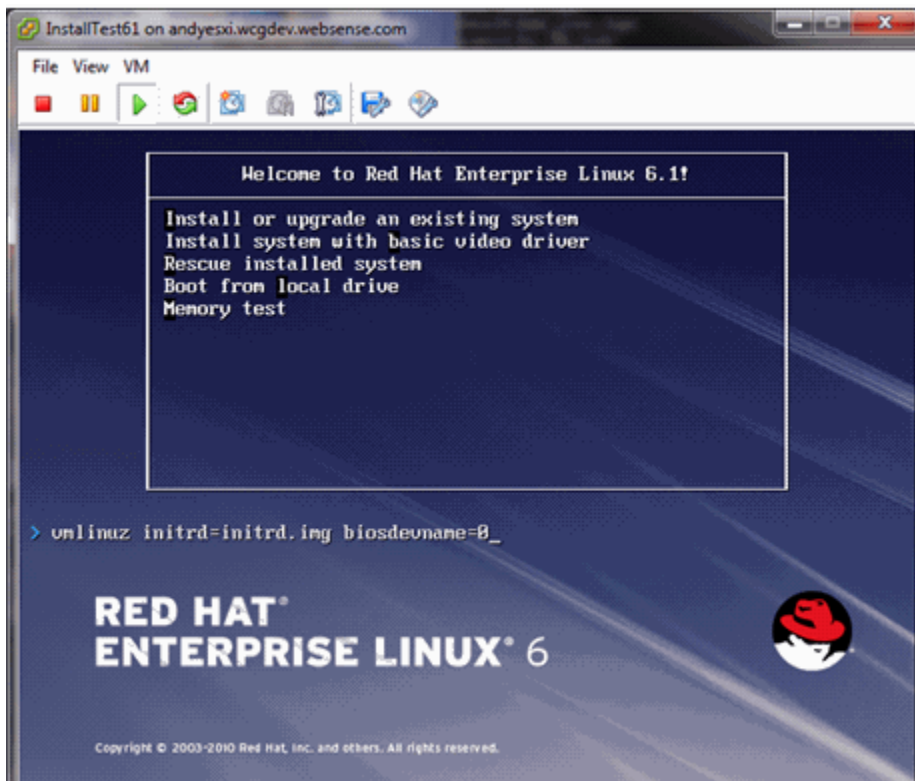 InstallTest61 on andyesxi.wcgdev.websense.com
File View VM
Welcome to Red Hat Enterprise Linux 6.1!
Install or upgrade an existing system
Install system with basic video driver
Rescue installed system
Boot from local drive
Memory test
> vmlinuz initrd=initrd.img biosdevname=0_
RED HAT®
ENTERPRISE LINUX® 6
Copyright © 2003-2010 Red Hat, Inc. and others. All rights reserved.